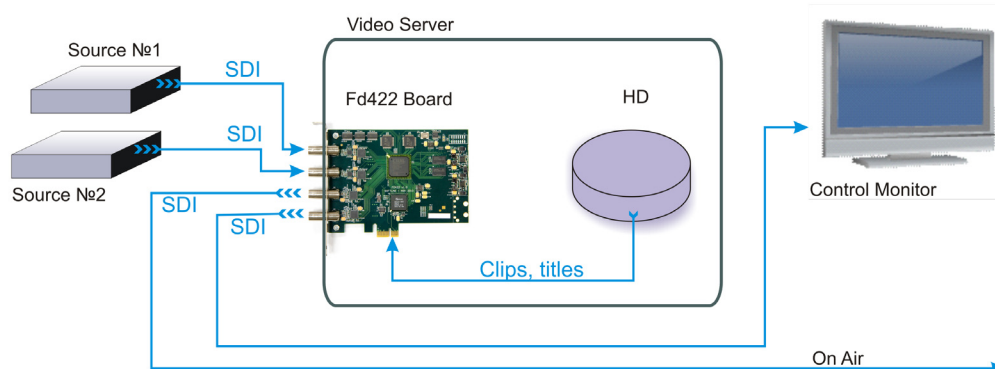 Video Server
Source №1
SDI
Fd422 Board
HD
SDI
Source №2
SDI
SDI
Control Monitor
Clips, titles
On Air